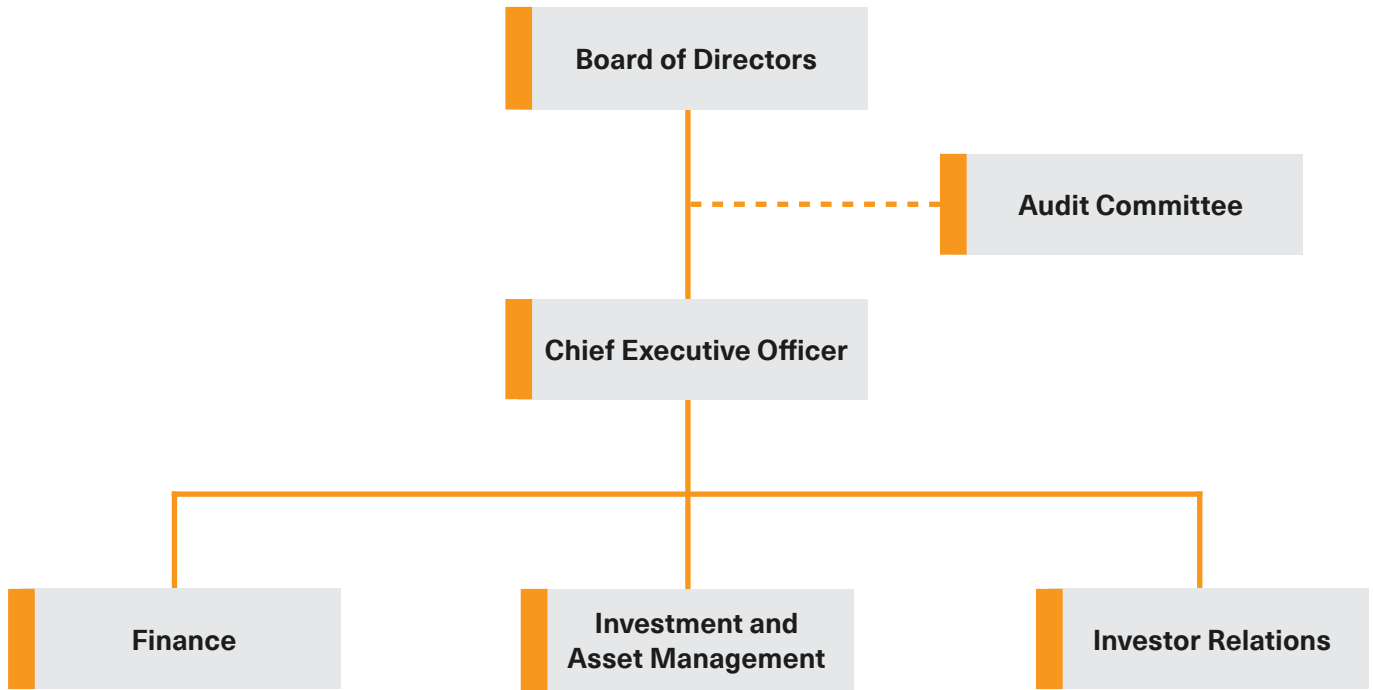 Board of Directors
Audit Committee
Chief Executive Officer
Finance
Investment and
Asset Management
Investor Relations